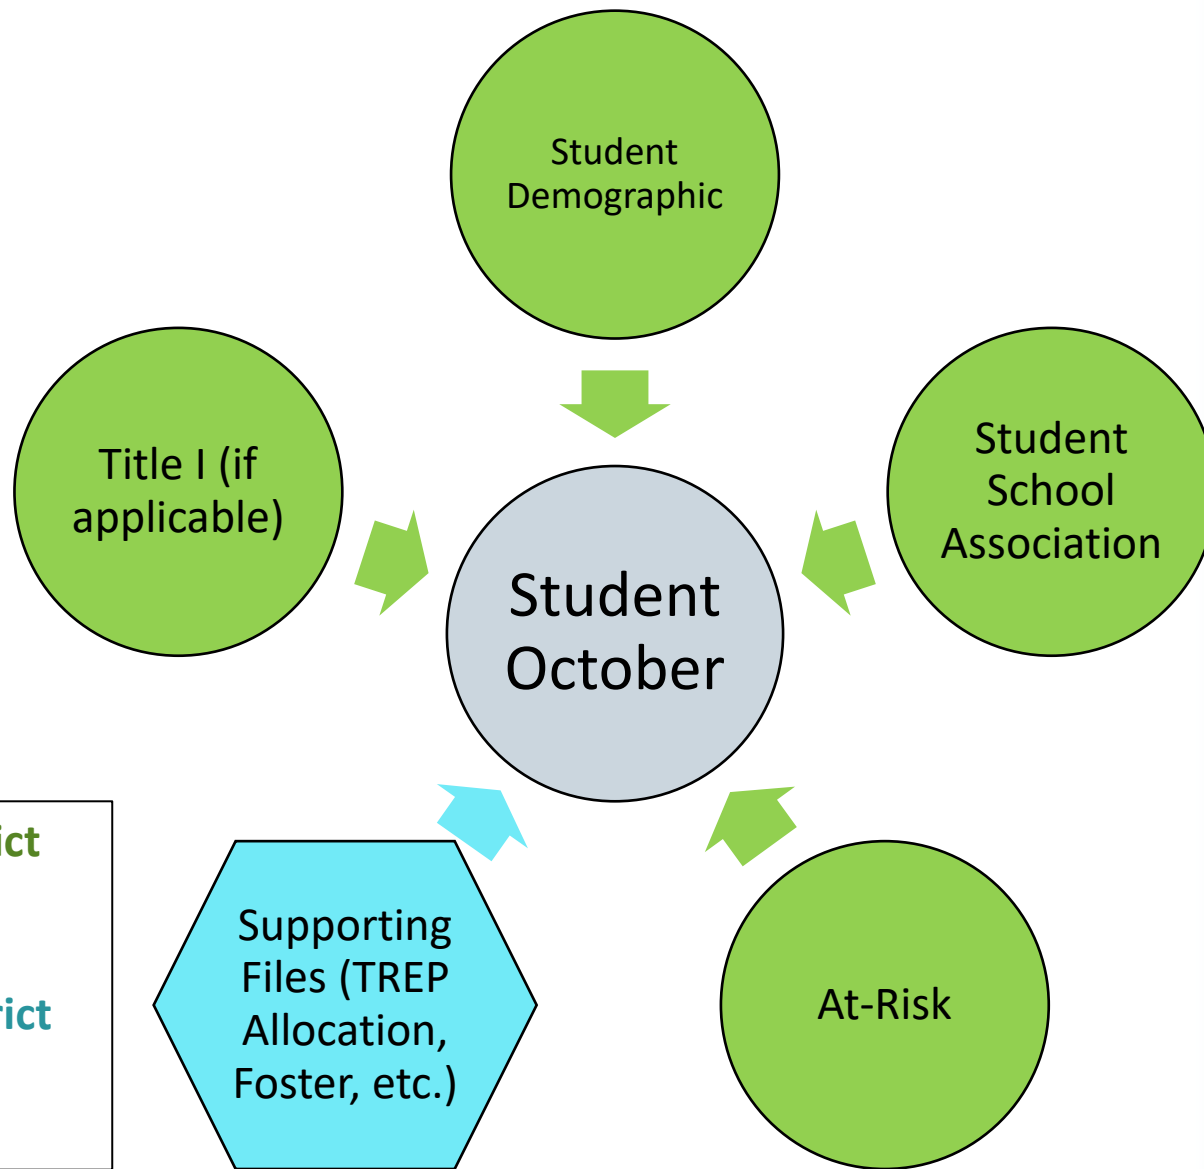 Student
Demographic
Title I (if
applicable)
Student
School
Association
Student
October
Supporting
Files (TREP
Allocation,
Foster, etc.)
At-Risk